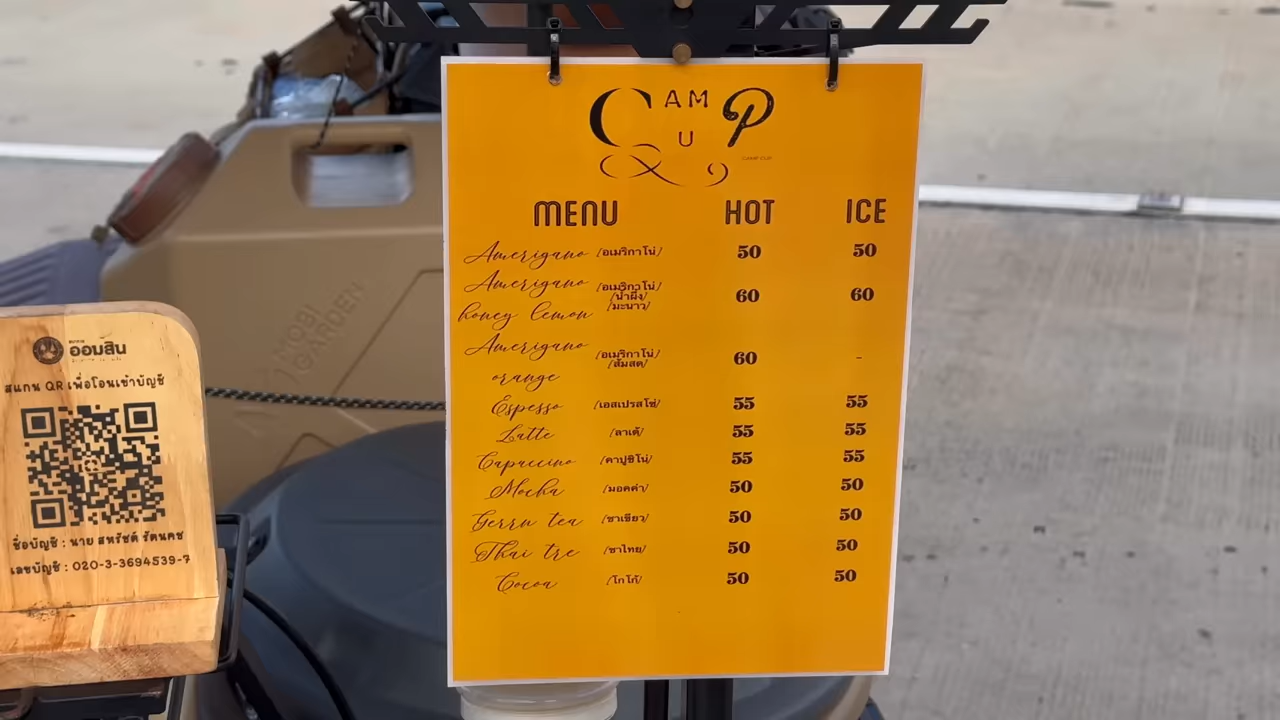 CAMP
CUP
CAMP CUP
MENU HOT ICE
Amerigano /อเมริกาโน่/ 50 50
Amerigano /อเมริกาโน่/
/น้ำผึ้ง/ 60 60
honey lemon /มะนาว/
Amerigano /อเมริกาโน่/ 60 -
orange /ส้มสด/
Espesso /เอสเปรสโซ่/ 55 55
Latte /ลาเต้/ 55 55
Capuccino /คาปูชิโน่/ 55 55
Mocha /มอคค่า/ 50 50
Gerrn tea /ชาเขียว/ 50 50
Thai tre /ชาไทย/ 50 50
Cocoa /โกโก้/ 50 50
MOBI
GARDEN
ออมสิน
สแกน QR เพื่อโอนเข้าบัญชี
ชื่อบัญชี : นาย สหรัชต์ รัตนคช
เลขบัญชี : 020-3-3694539-7